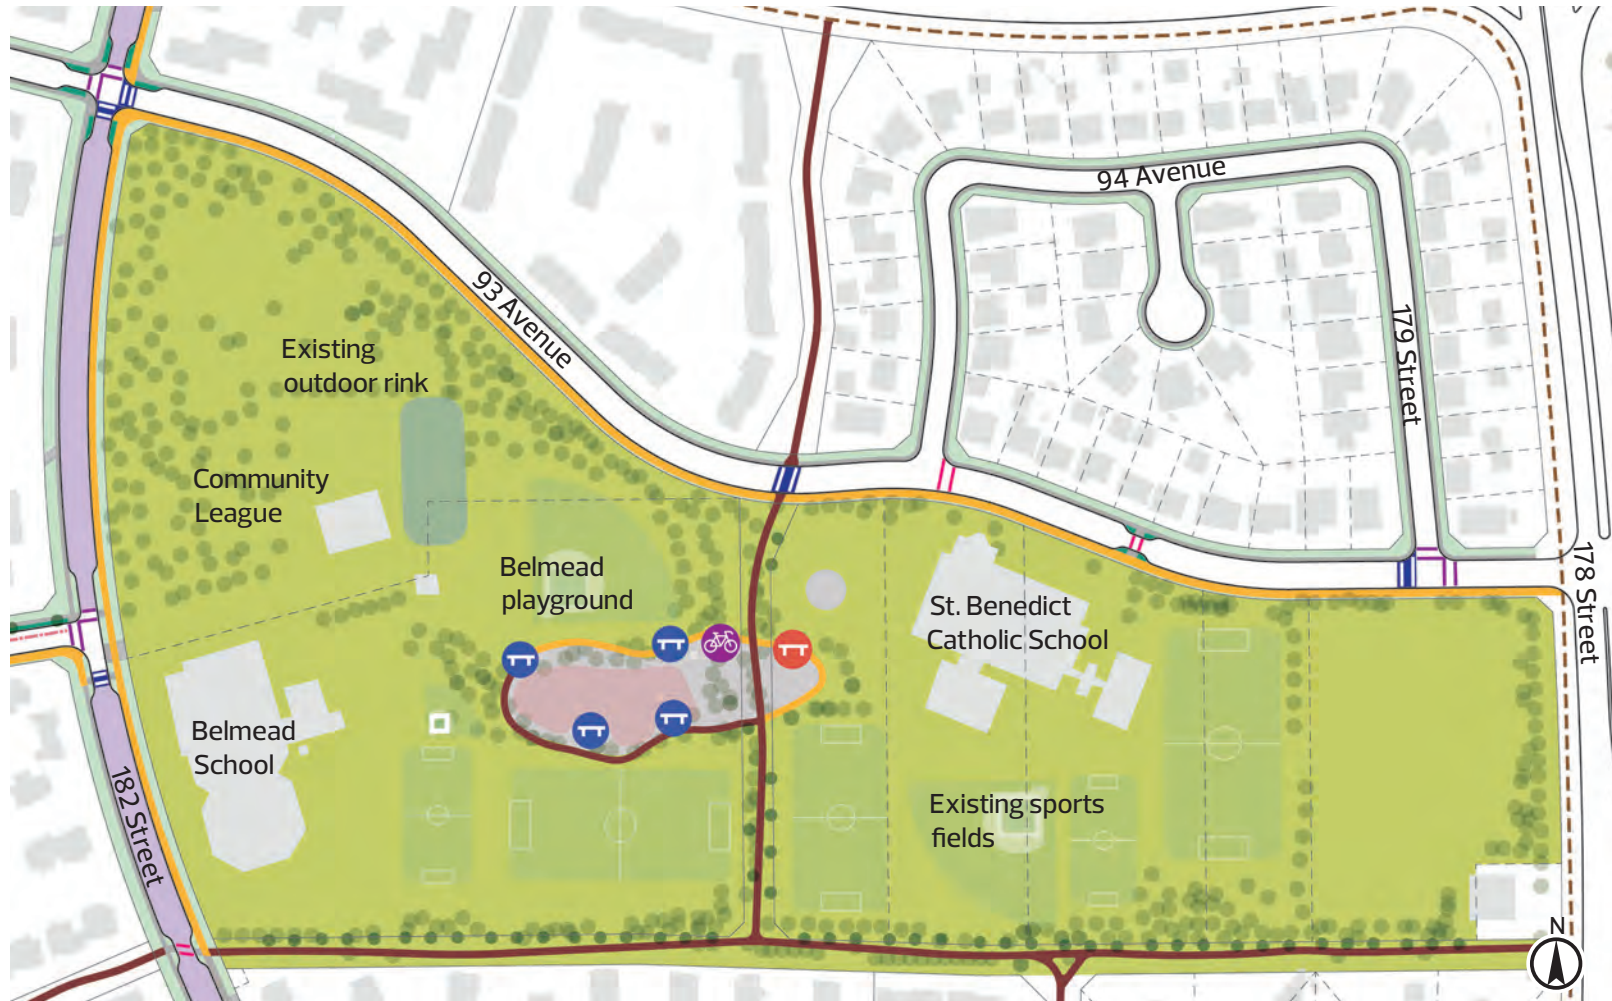 94 Avenue
93 Avenue
179 Street
Existing
outdoor rink
Community
League
Belmead
playground
St. Benedict
Catholic School
178 Street
Belmead
School
182 Street
Existing sports
fields
N